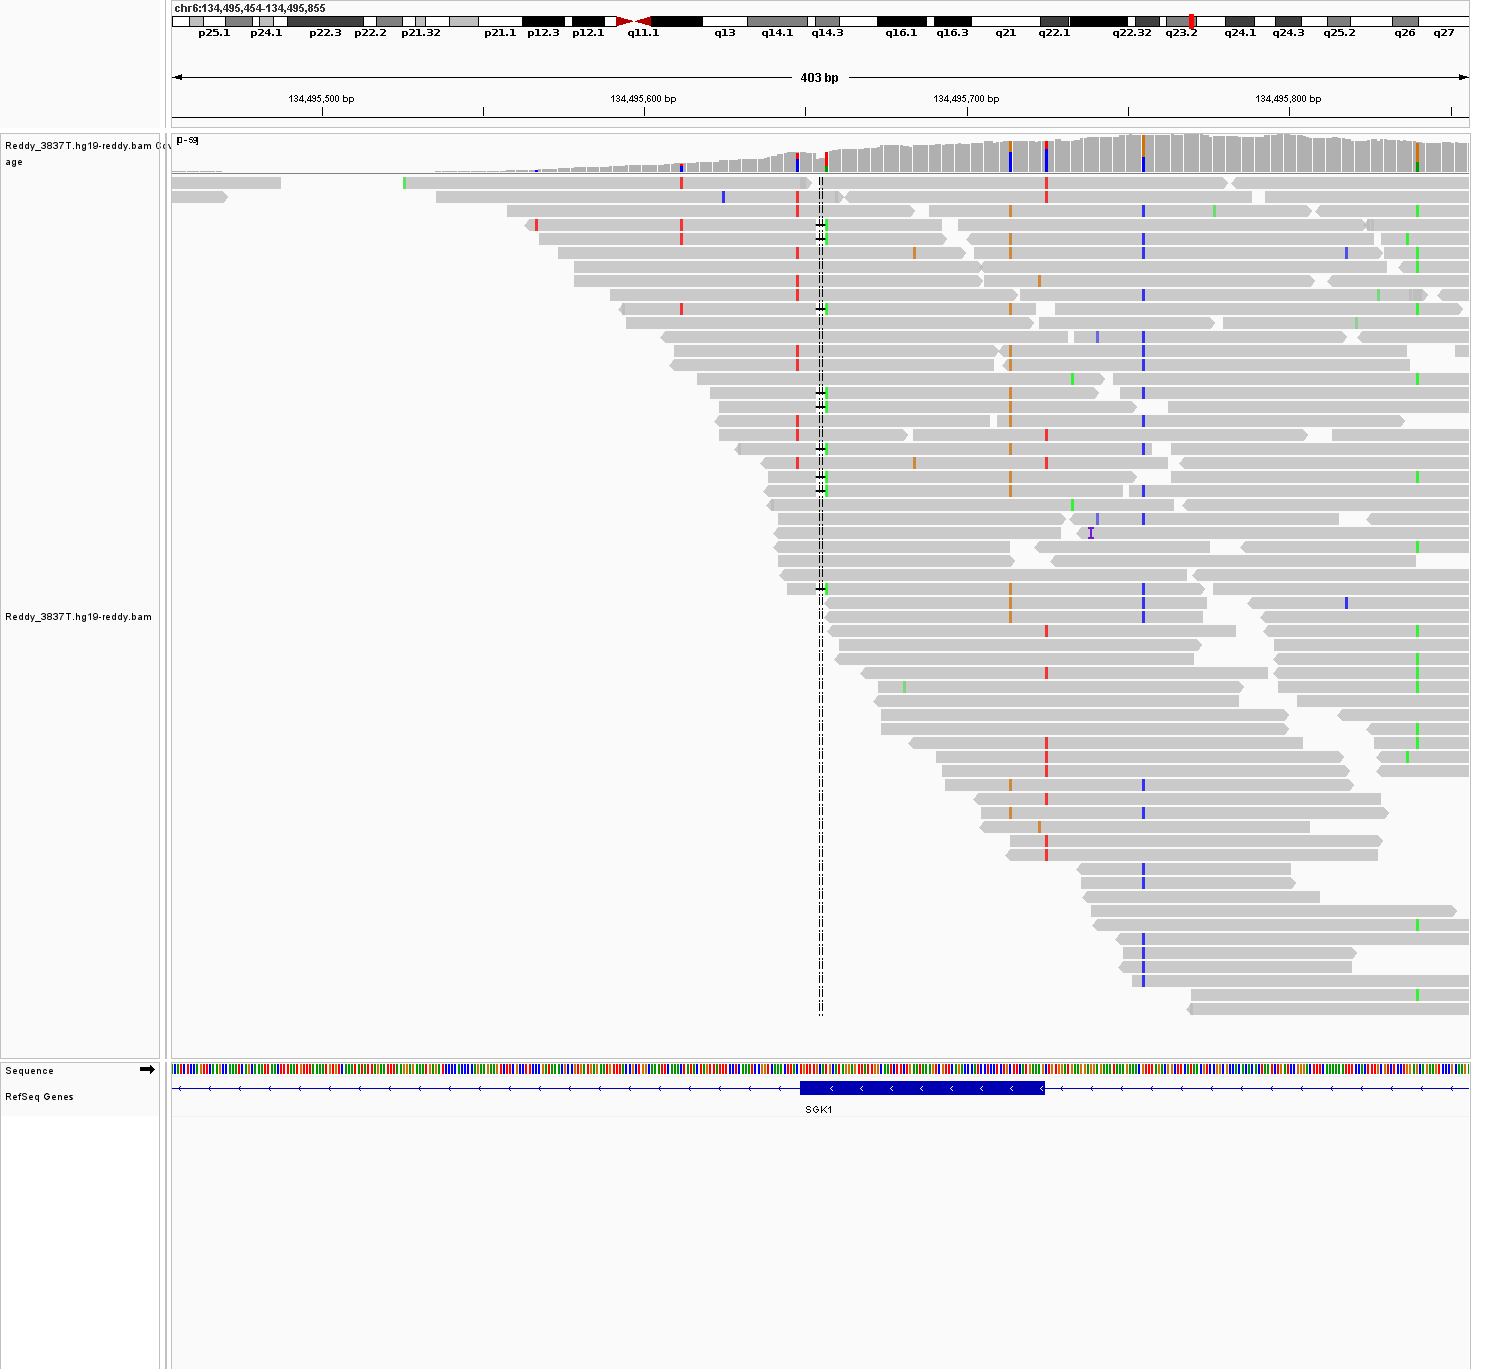 chr6:134,495,454-134,495,855
p25.1 p24.1 p22.3 p22.2 p21.32 p21.1 p12.3 p12.1 q11.1 q13 q14.1 q14.3 q16.1 q16.3 q21 q22.1 q22.32 q23.2 q24.1 q24.3 q25.2 q26 q27
403 bp
134,495,500 bp 134,495,600 bp 134,495,700 bp 134,495,800 bp
Reddy_3837T.hg19-reddy.bam Cov
age
[0 - 59]
I
Reddy_3837T.hg19-reddy.bam
Sequence
RefSeq Genes
SGK1